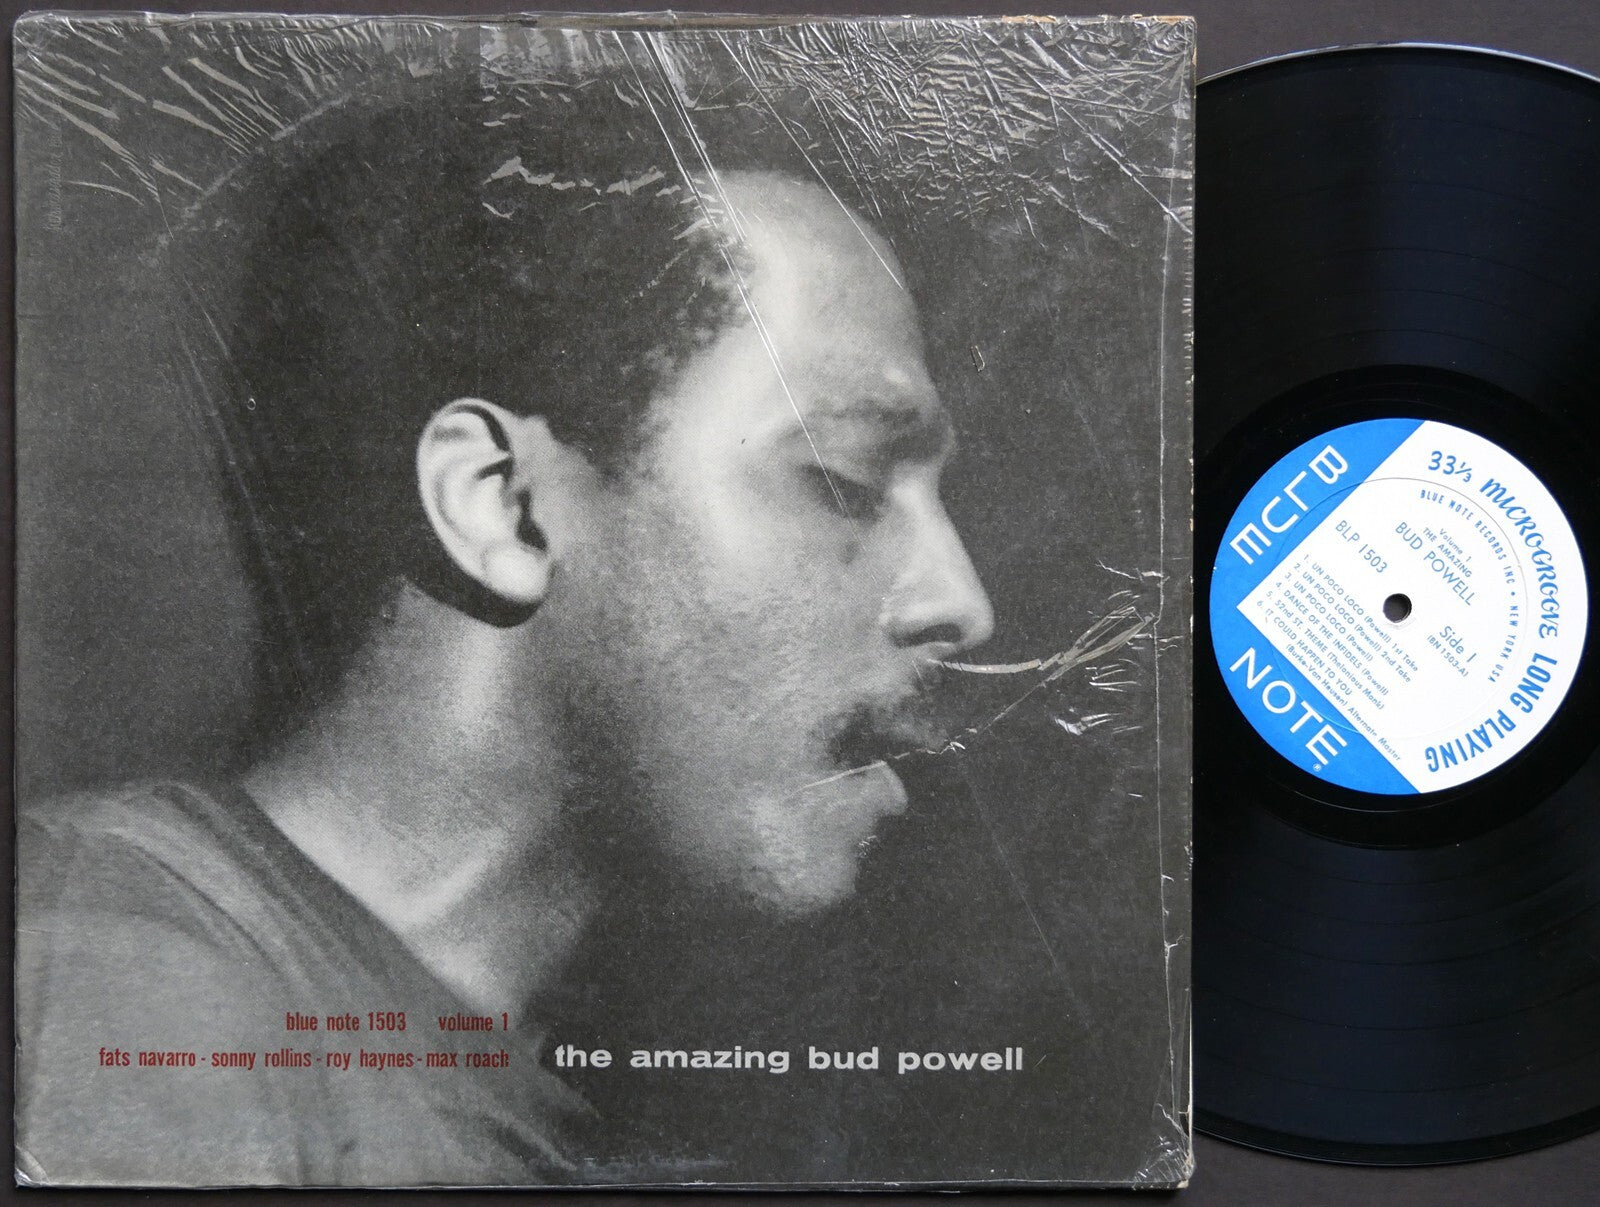 blue note 1503 volume 1
fats navarro - sonny rollins - roy haynes - max roach
the amazing bud powell
33⅓ MICROGROOVE LONG PLAYING
BLUE NOTE RECORDS INC • NEW YORK USA
BLUE NOTE®
Volume 1
THE AMAZING
BUD POWELL
BLP 1503
Side 1
(BN 1503-A)
1. UN POCO LOCO (Powell) 1st Take
2. UN POCO LOCO (Powell) 2nd Take
3. UN POCO LOCO (Powell)
4. DANCE OF THE INFIDELS (Powell)
5. 52nd ST. THEME (Thelonious Monk)
6. IT COULD HAPPEN TO YOU
(Burke-Van Heusen) Alternate Master